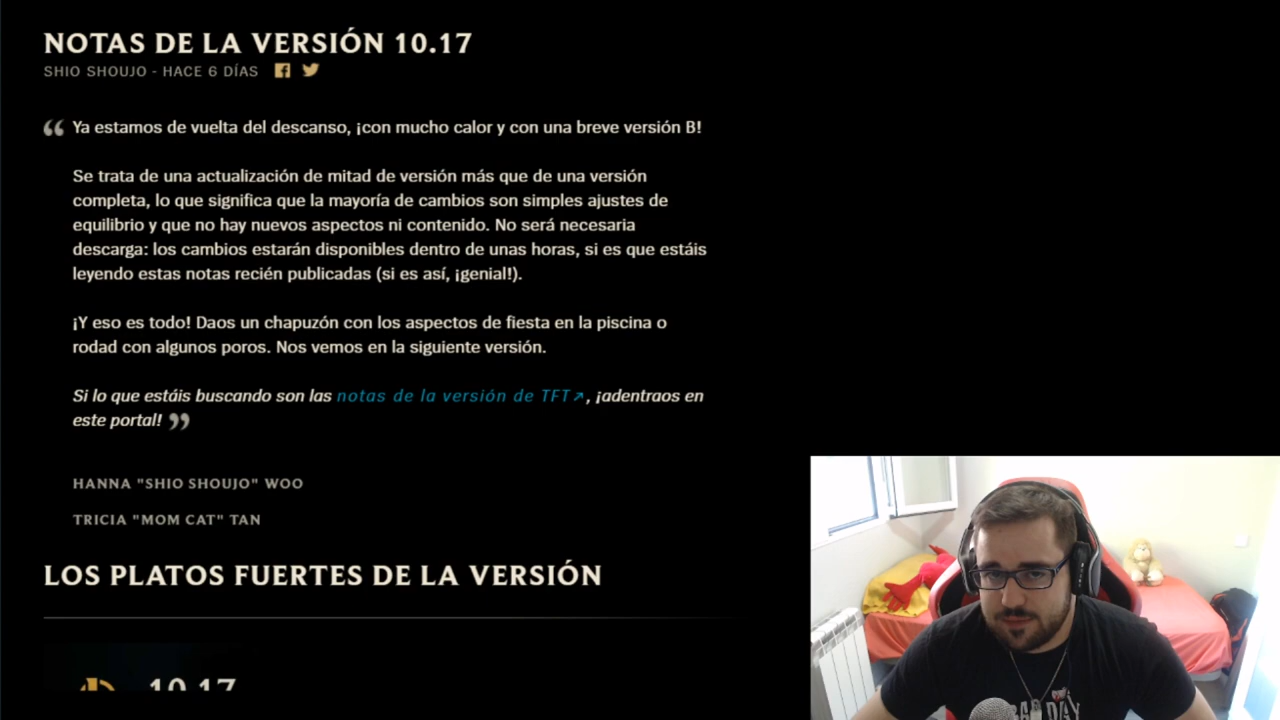 NOTAS DE LA VERSIÓN 10.17
SHIO SHOUJO - HACE 6 DÍAS
“ Ya estamos de vuelta del descanso, ¡con mucho calor y con una breve versión B!
Se trata de una actualización de mitad de versión más que de una versión
completa, lo que significa que la mayoría de cambios son simples ajustes de
equilibrio y que no hay nuevos aspectos ni contenido. No será necesaria
descarga: los cambios estarán disponibles dentro de unas horas, si es que estáis
leyendo estas notas recién publicadas (si es así, ¡genial!).
¡Y eso es todo! Daos un chapuzón con los aspectos de fiesta en la piscina o
rodad con algunos poros. Nos vemos en la siguiente versión.
Si lo que estáis buscando son las notas de la versión de TFT↗, ¡adentraos en
este portal! ”
HANNA "SHIO SHOUJO" WOO
TRICIA "MOM CAT" TAN
LOS PLATOS FUERTES DE LA VERSIÓN
10.17
BAD DAY